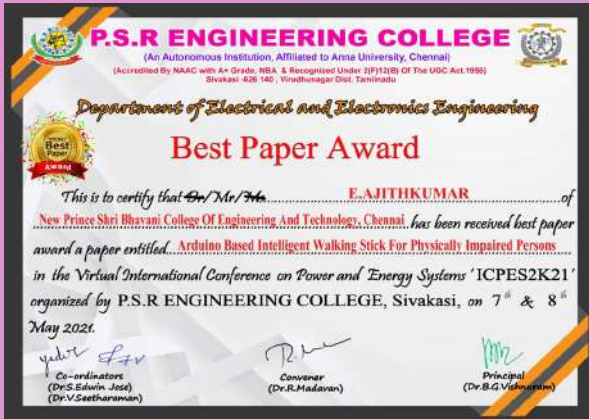 P.S.R ENGINEERING COLLEGE
(An Autonomous Institution, Affiliated to Anna University, Chennai)
(Accredited By NAAC with A+ Grade, NBA & Recognised Under 2(F)12(B) Of The UGC Act.1956)
Sivakasi -626 140 , Virudhunagar Dist. Tamilnadu
Department of Electrical and Electronics Engineering
Best
Paper
Award
Best Paper Award
This is to certify that Dr/Mr/Ms.................E.AJITHKUMAR..................of
New Prince Shri Bhavani College Of Engineering And Technology, Chennai has been received best paper
award a paper entitled...Arduino Based Intelligent Walking Stick For Physically Impaired Persons
in the Virtual International Conference on Power and Energy Systems 'ICPES2K21'
organized by P.S.R ENGINEERING COLLEGE, Sivakasi, on 7th & 8th
May 2021.
Co-ordinators
(Dr.S.Edwin Jose)
(Dr.V.Seetharaman)
Convener
(Dr.R.Madavan)
Principal
(Dr.B.G.Vishnuram)